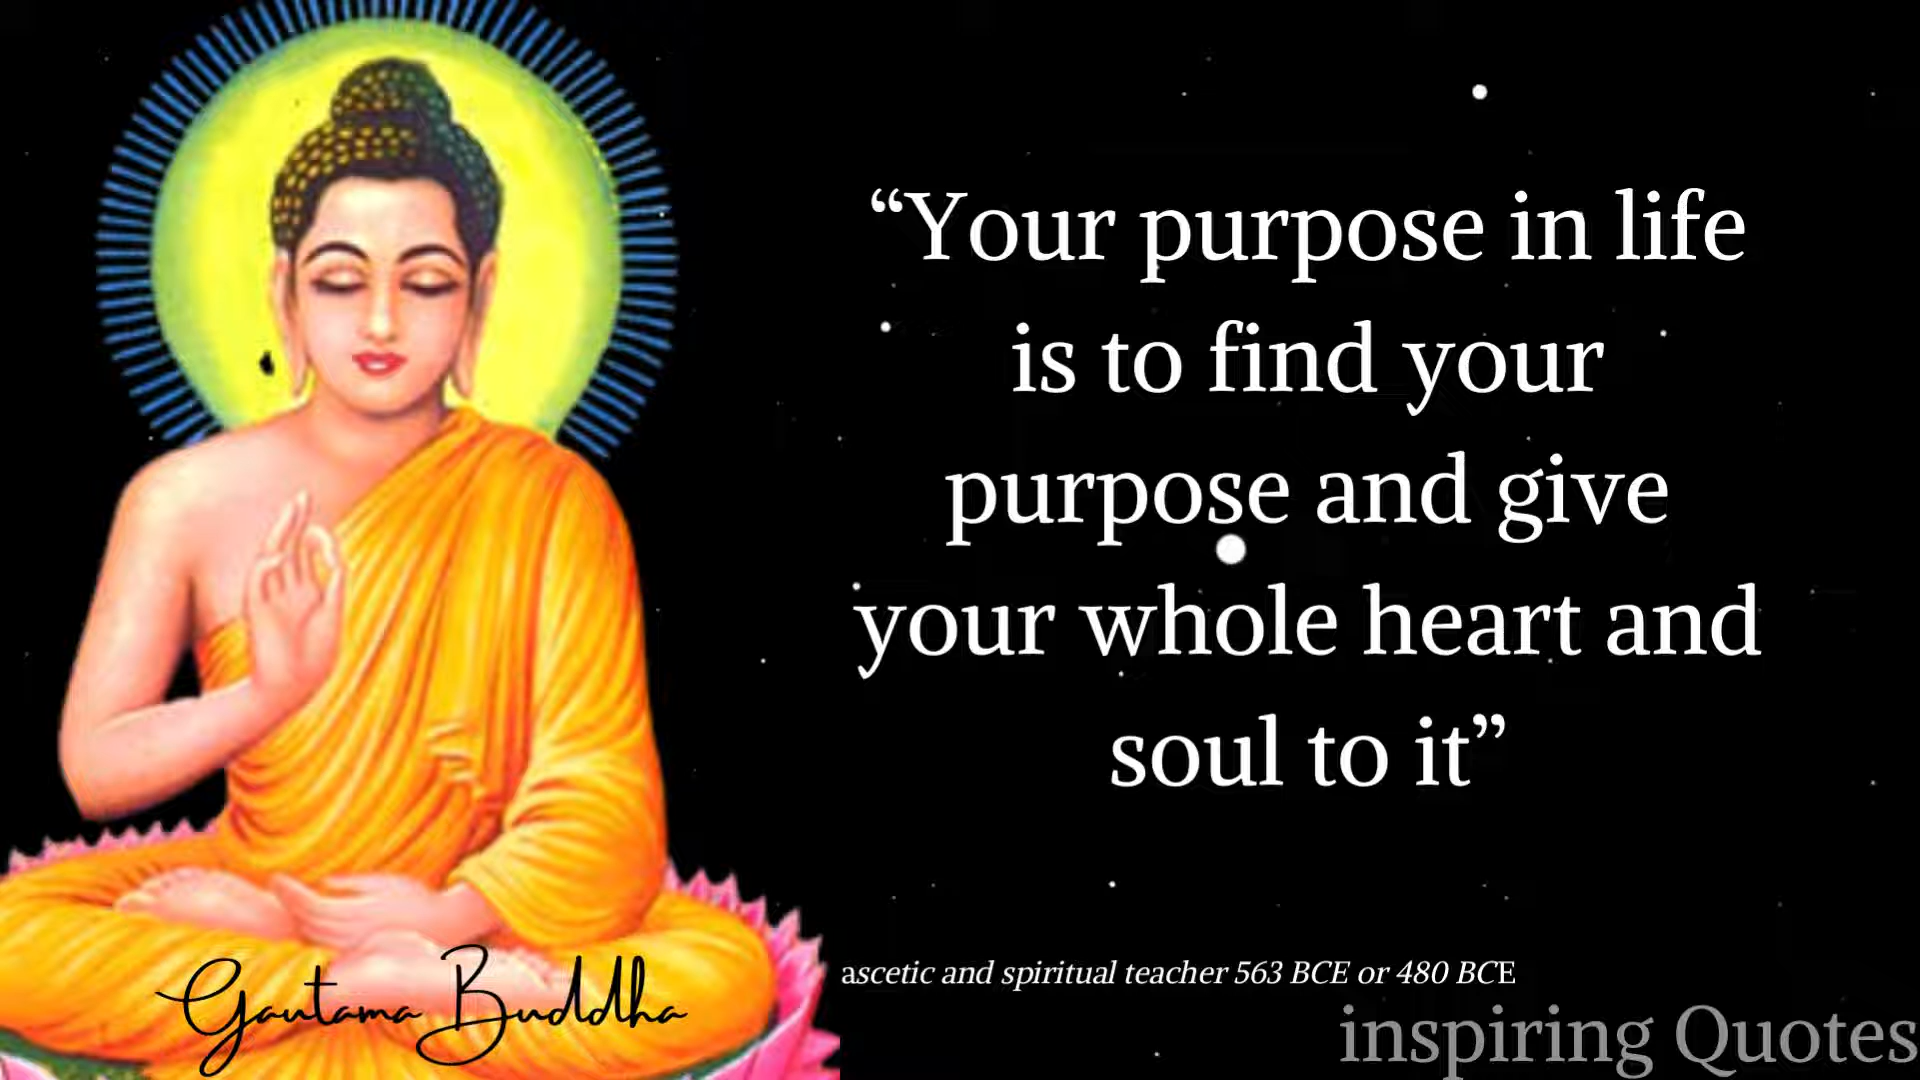 “Your purpose in life
is to find your
purpose and give
your whole heart and
soul to it”
ascetic and spiritual teacher 563 BCE or 480 BCE
Gautama Buddha
inspiring Quotes